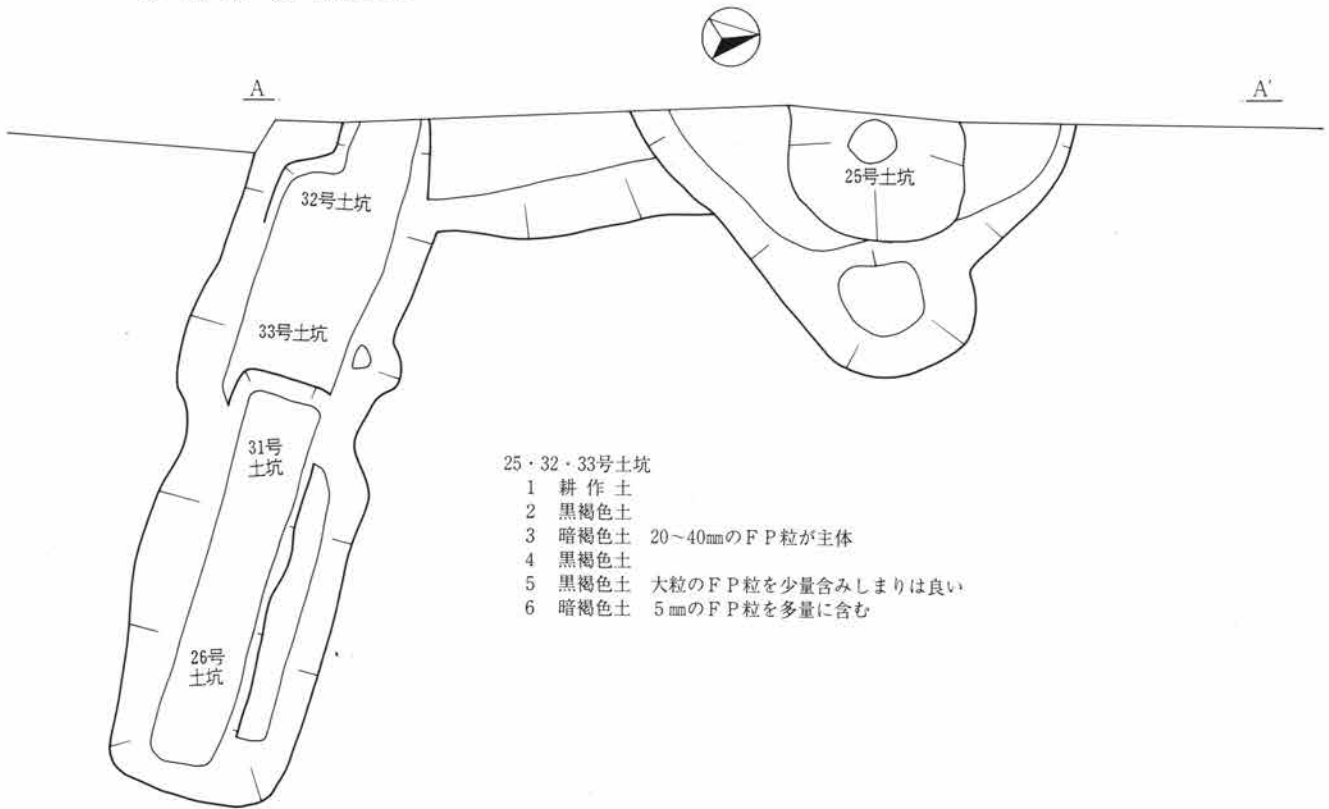 A
A'
25号土坑
32号土坑
33号土坑
31号
土坑
26号
土坑
25・32・33号土坑
1 耕作土
2 黒褐色土
3 暗褐色土 20~40㎜のFP粒が主体
4 黒褐色土
5 黒褐色土 大粒のFP粒を少量含みしまりは良い
6 暗褐色土 5㎜のFP粒を多量に含む